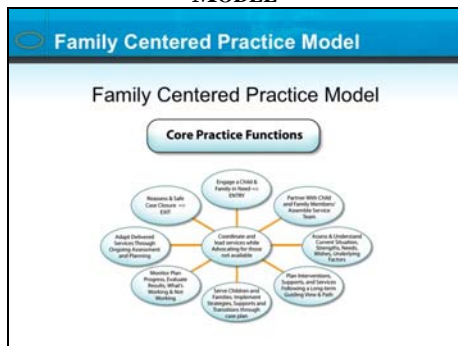 MODEL
Family Centered Practice Model
Family Centered Practice Model
Core Practice Functions
Engage a Child &
Family in Need =>
ENTRY
Partner With Child
and Family Members/
Assemble Service
Team
Assess & Understand
Current Situation,
Strengths, Needs,
Wishes, Underlying
Factors
Plan Interventions,
Supports, and Services
Following a Long-term
Guiding View & Path
Serve Children and
Families, Implement
Strategies, Supports and
Transitions through
case plan
Monitor Plan
Progress, Evaluate
Results, What's
Working & Not
Working
Adapt Delivered
Services Through
Ongoing Assessment
and Planning
Reassess & Safe
Case Closure =>
EXIT
Coordinate and
lead services while
Advocating for those
not available